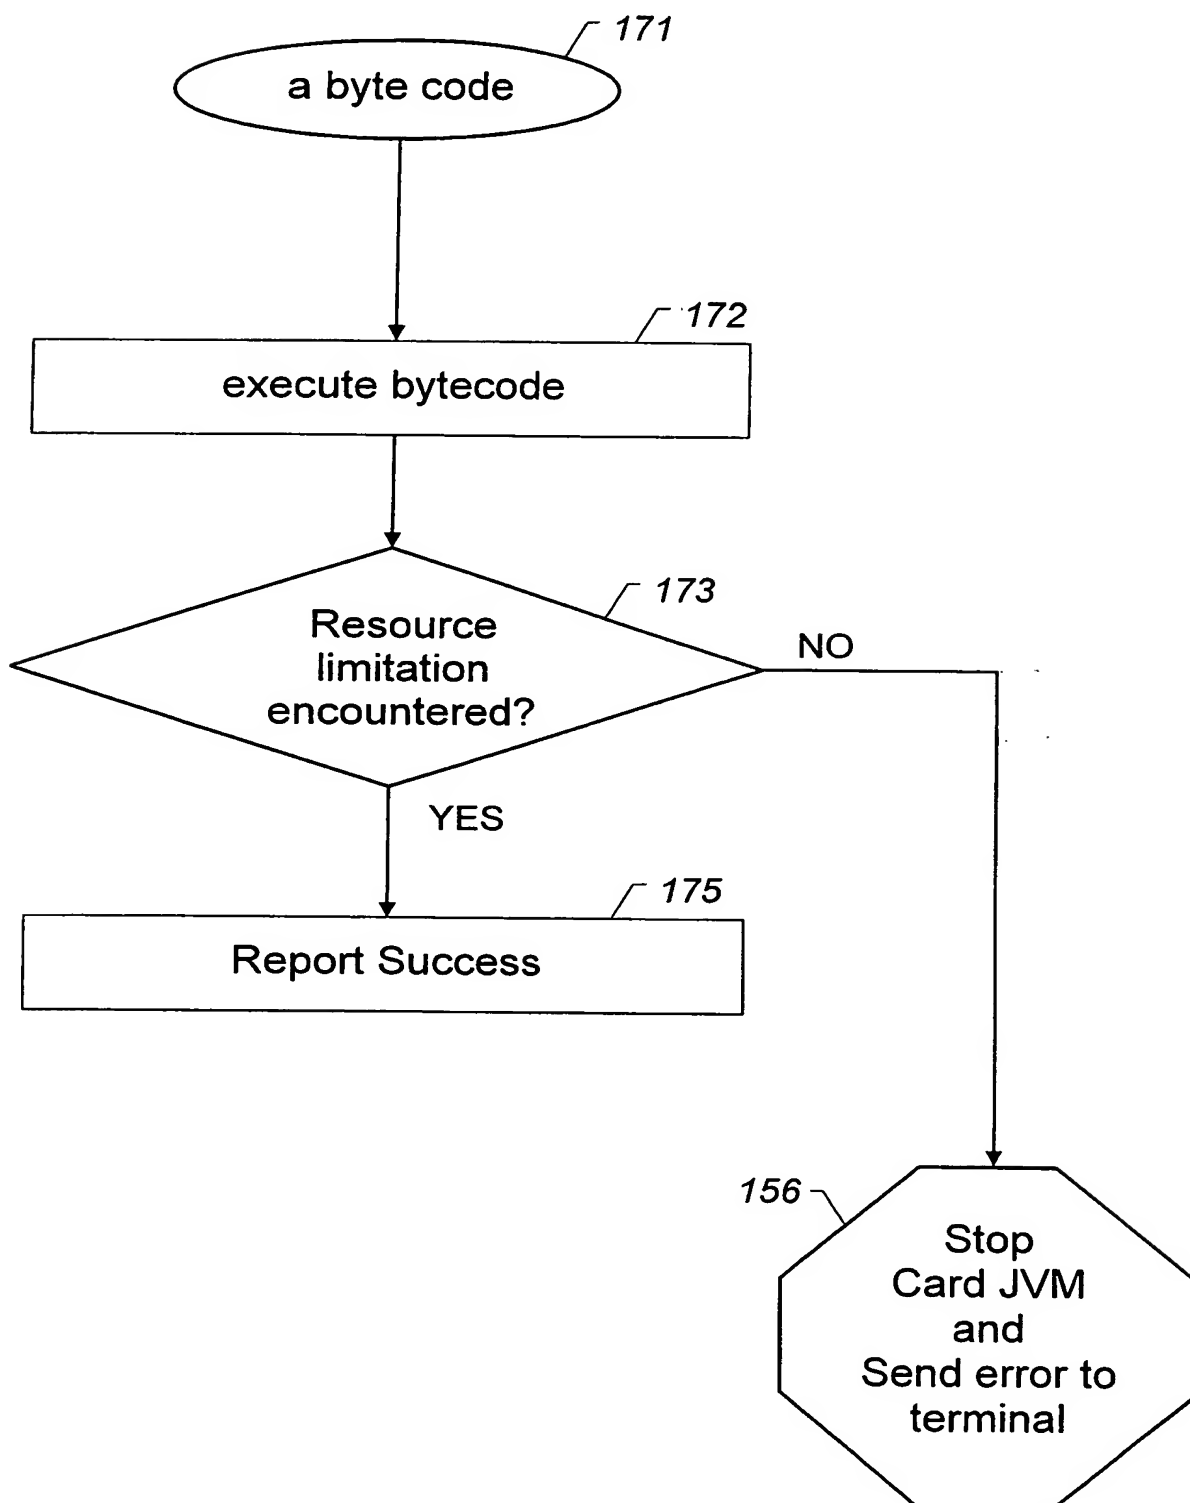 171
a byte code
172
execute bytecode
173
Resource
limitation
encountered?
NO
YES
175
Report Success
156
Stop
Card JVM
and
Send error to
terminal